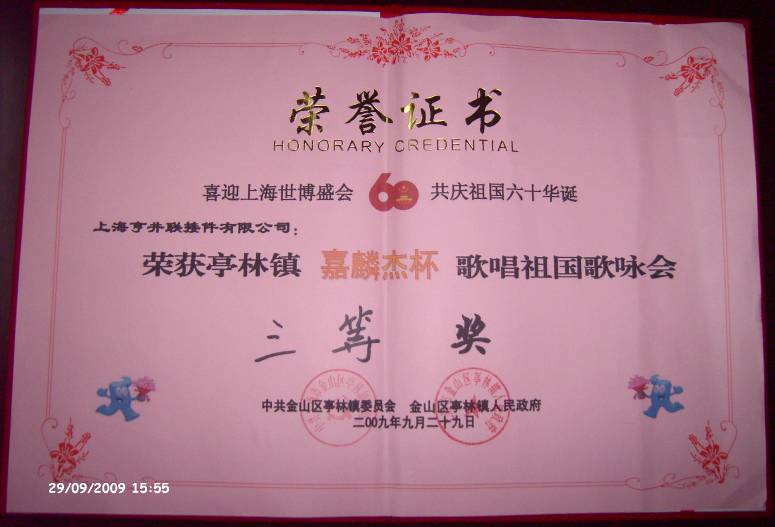 荣誉证书
HONORARY CREDENTIAL
喜迎上海世博盛会 60 共庆祖国六十华诞
上海亨井联接件有限公司：
荣获亭林镇 嘉麟杰杯 歌唱祖国歌咏会
三等奖
中共金山区亭林镇委员会 金山区亭林镇人民政府
二00九年九月二十九日
29/09/2009 15:55